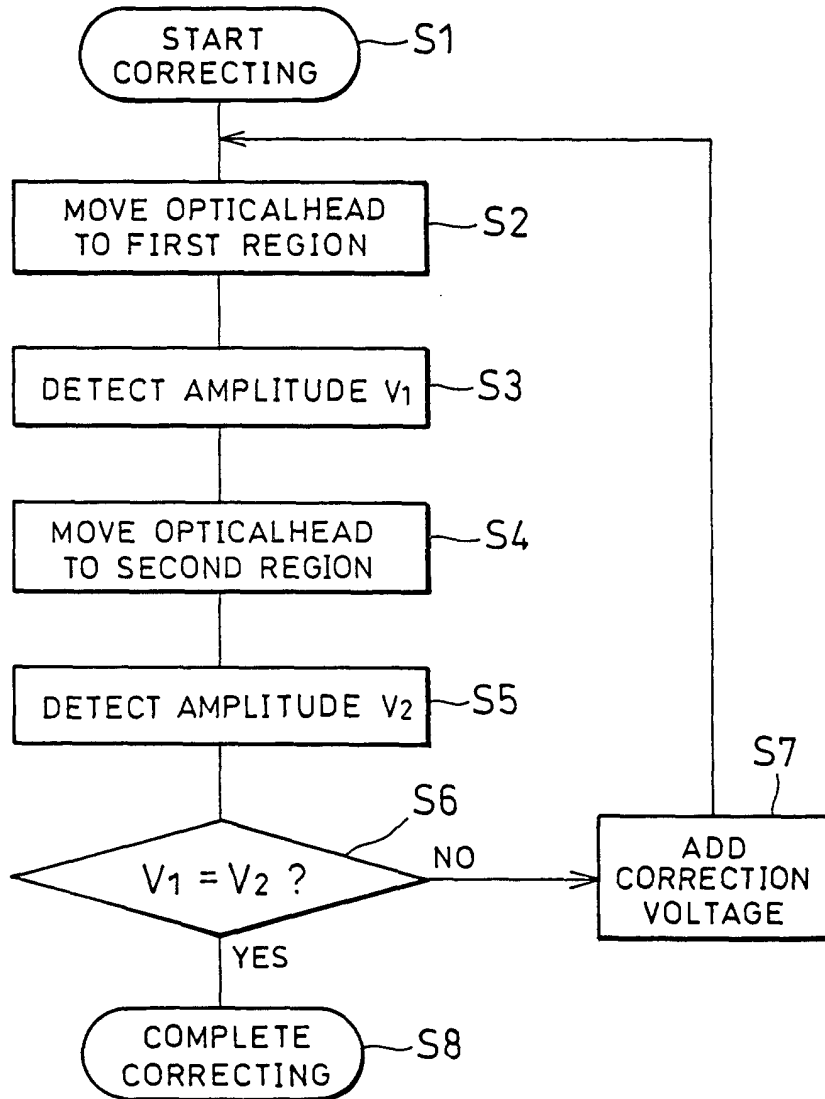 START
CORRECTING
S1
MOVE OPTICALHEAD
TO FIRST REGION
S2
DETECT AMPLITUDE V1
S3
MOVE OPTICALHEAD
TO SECOND REGION
S4
DETECT AMPLITUDE V2
S5
V1 = V2 ?
S6
NO
S7
ADD
CORRECTION
VOLTAGE
YES
COMPLETE
CORRECTING
S8